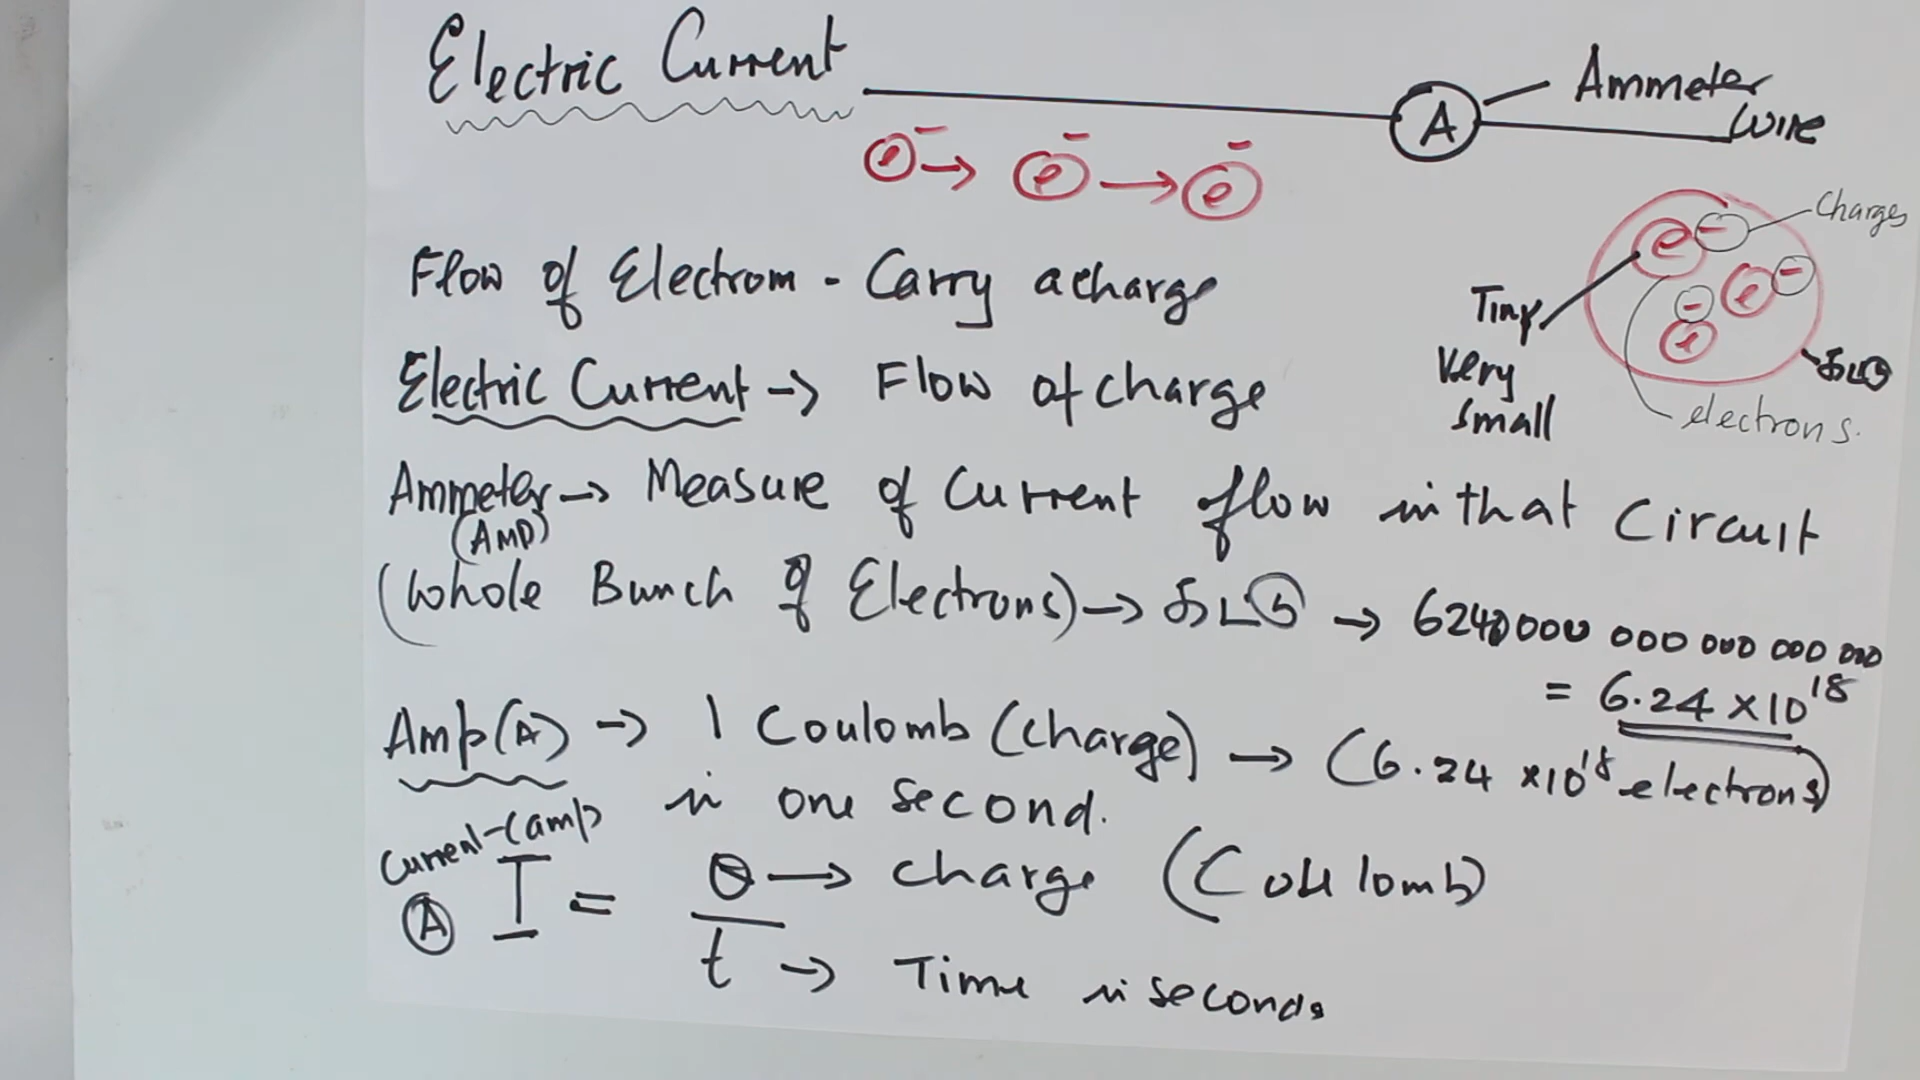 Electric Current
A
Ammeter
wire
e⁻ → e⁻ → e⁻
Charges
e - e - - e
Tiny
Very
small
கட்டு
electrons.
Flow of Electrom - Carry a charge
Electric Current → Flow of charge
Ammeter → Measure of Current flow in that Circuit
(AMP)
(Whole Bunch of Electrons) → கட்டு → 6240000 000 000 000 000
= 6.24 × 10¹⁸
Amp(A) → 1 Coulomb (Charge) → (6.24 × 10¹⁸ electrons)
in one second.
Current-(amp
Ⓐ I = Q/t
Q → Charge (Coulomb)
t → Time in seconds